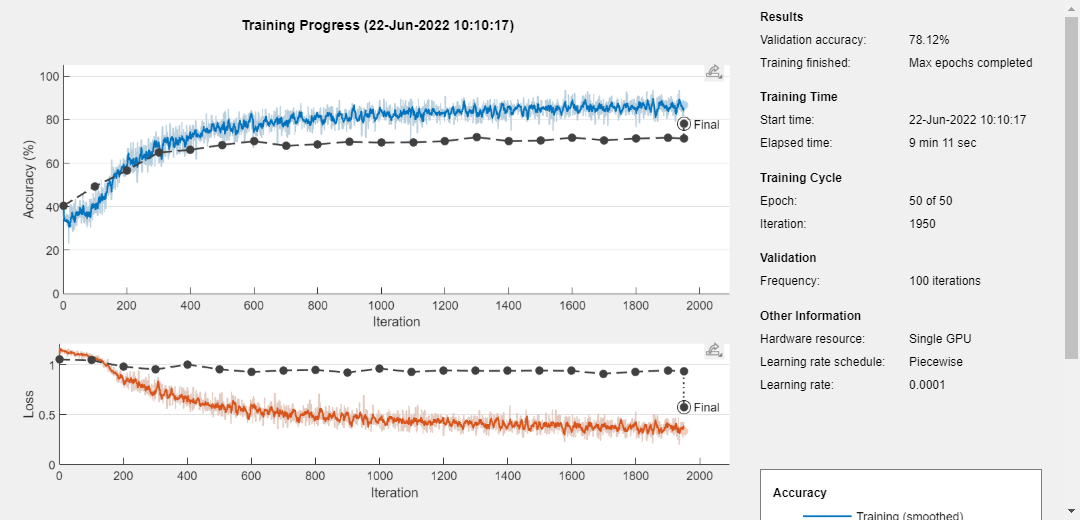 Training Progress (22-Jun-2022 10:10:17)
100
80
60
40
20
0
Accuracy (%)
Final
0 200 400 600 800 1000 1200 1400 1600 1800 2000
Iteration
1
0.5
0
Loss
Final
0 200 400 600 800 1000 1200 1400 1600 1800 2000
Iteration
Results
Validation accuracy: 78.12%
Training finished: Max epochs completed
Training Time
Start time: 22-Jun-2022 10:10:17
Elapsed time: 9 min 11 sec
Training Cycle
Epoch: 50 of 50
Iteration: 1950
Validation
Frequency: 100 iterations
Other Information
Hardware resource: Single GPU
Learning rate schedule: Piecewise
Learning rate: 0.0001
Accuracy
Training (smoothed)